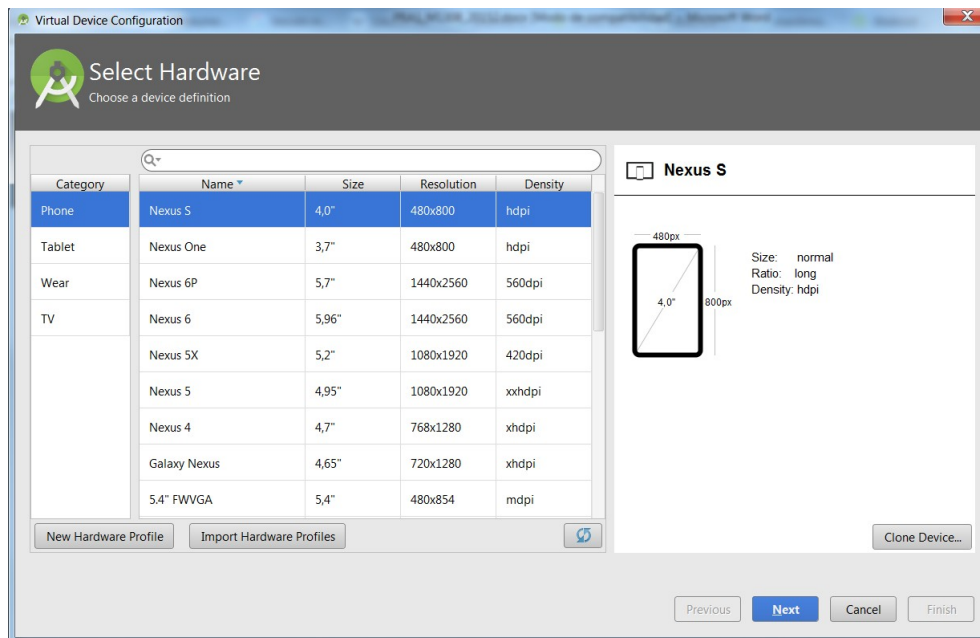 Virtual Device Configuration
Select Hardware
Choose a device definition
Category Name Size Resolution Density
Phone Nexus S 4,0" 480x800 hdpi
Tablet Nexus One 3,7" 480x800 hdpi
Wear Nexus 6P 5,7" 1440x2560 560dpi
TV Nexus 6 5,96" 1440x2560 560dpi
Nexus 5X 5,2" 1080x1920 420dpi
Nexus 5 4,95" 1080x1920 xxhdpi
Nexus 4 4,7" 768x1280 xhdpi
Galaxy Nexus 4,65" 720x1280 xhdpi
5.4" FWVGA 5,4" 480x854 mdpi
New Hardware Profile Import Hardware Profiles
Nexus S
480px
4,0" 800px
Size: normal
Ratio: long
Density: hdpi
Clone Device...
Previous Next Cancel Finish